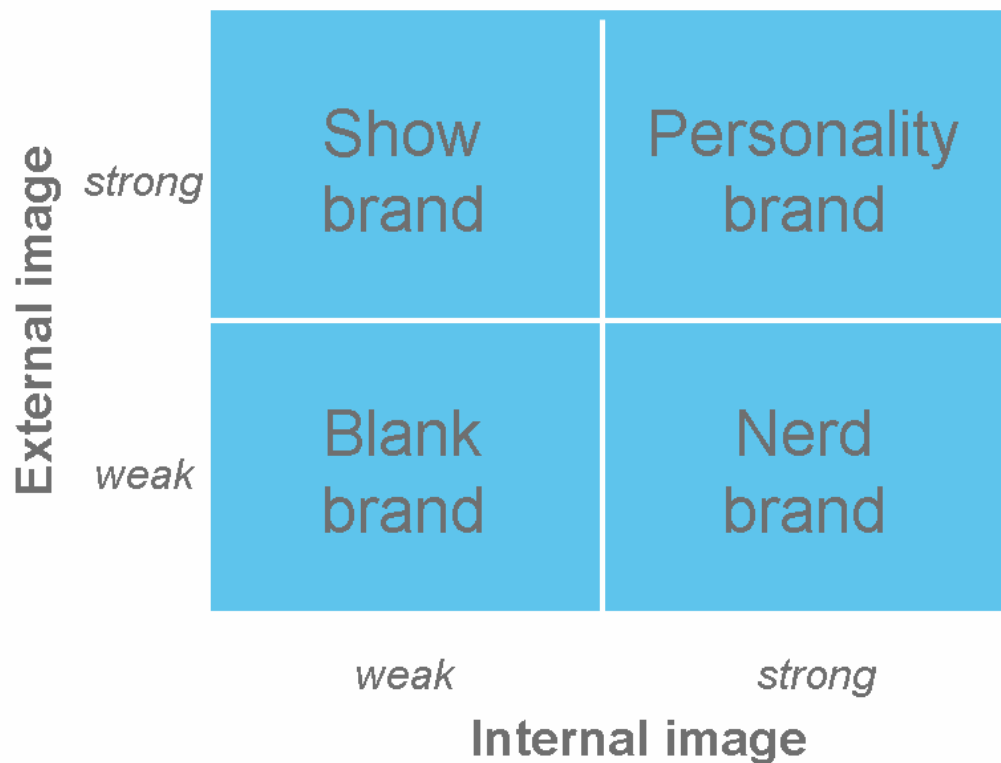 External image
strong
Show
brand
Personality
brand
weak
Blank
brand
Nerd
brand
weak
strong
Internal image